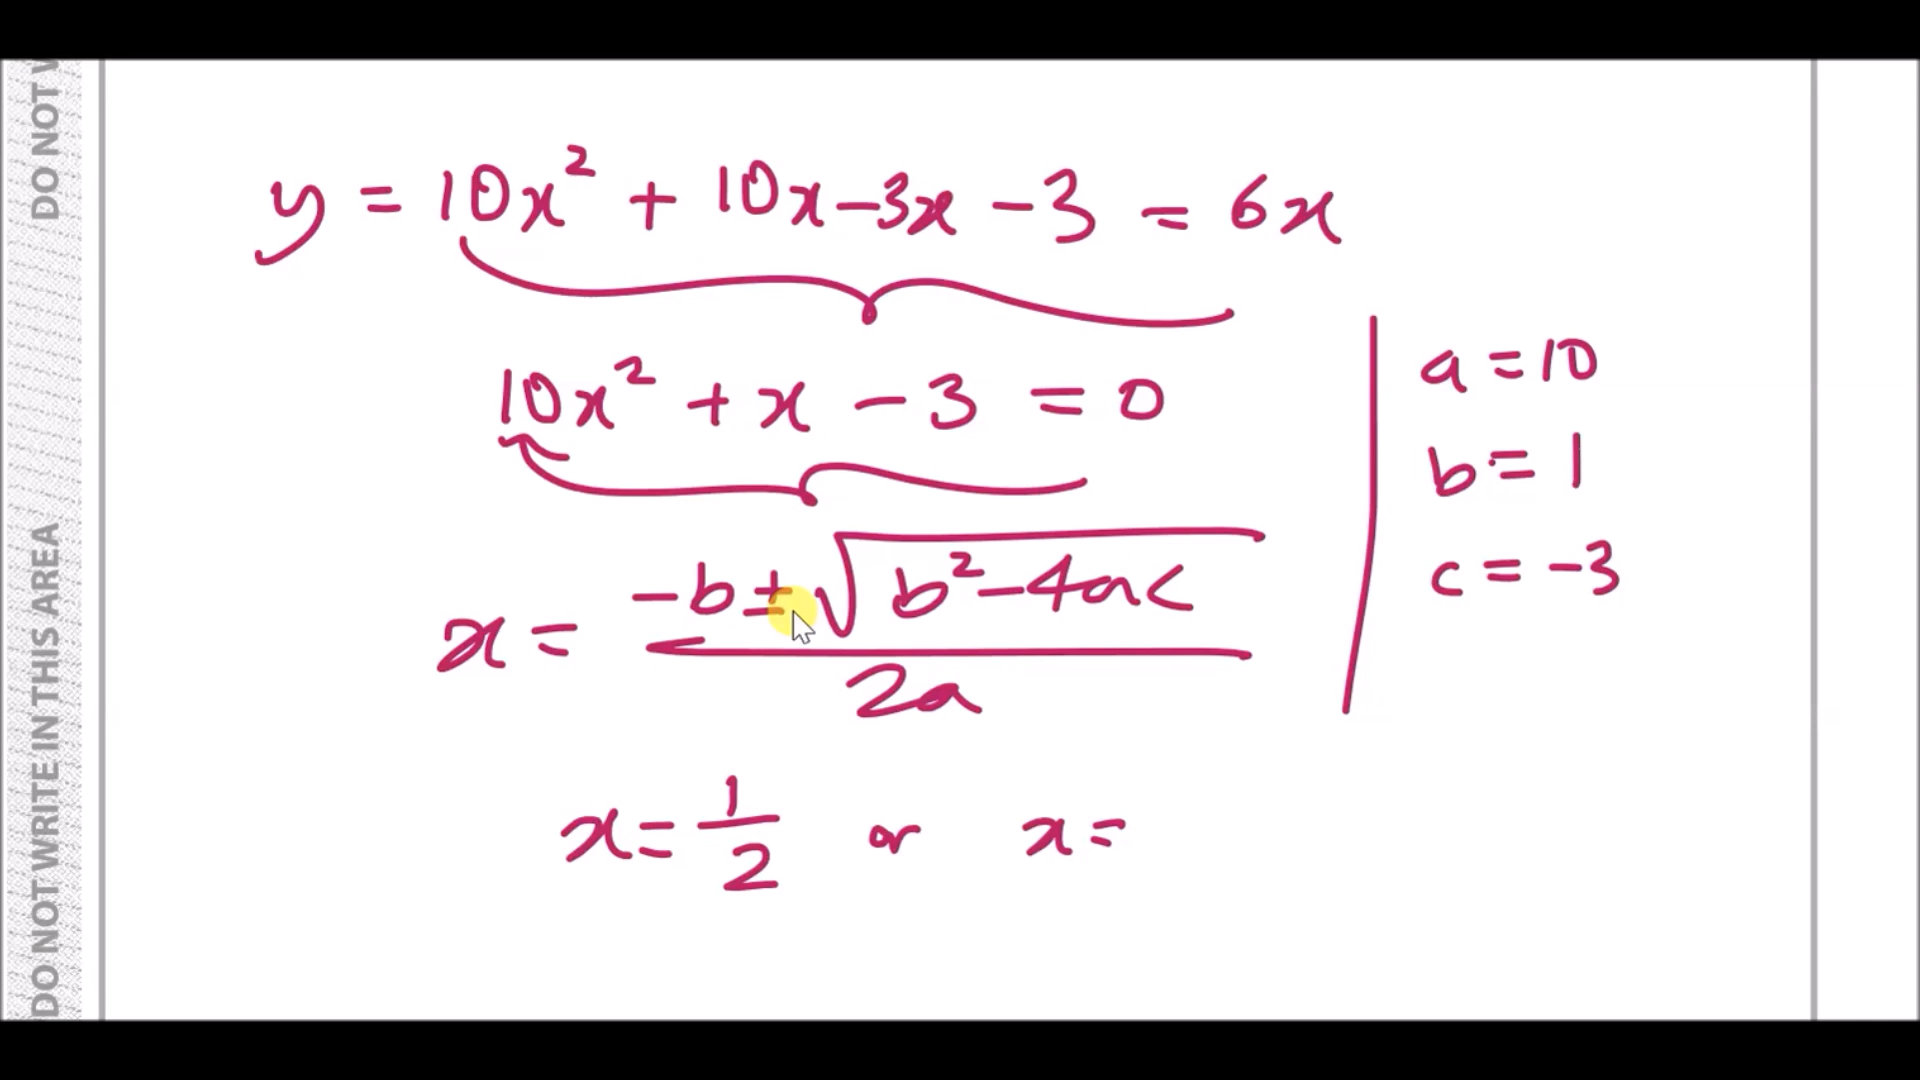 DO NOT W
DO NOT WRITE IN THIS AREA
y = 10x² + 10x - 3x - 3 = 6x
10x² + x - 3 = 0
x = (-b ± √(b² - 4ac)) / 2a
x = 1/2 or x =
a = 10
b = 1
c = -3